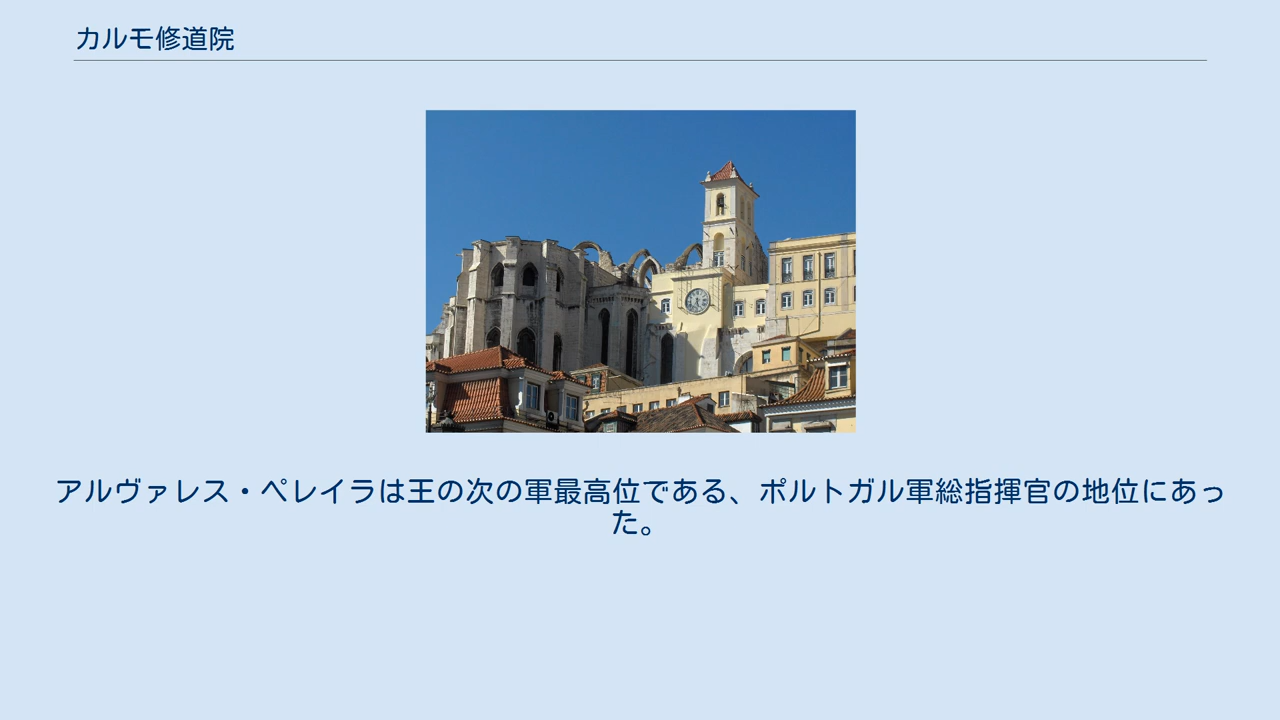 カルモ修道院
アルヴァレス・ペレイラは王の次の軍最高位である、ポルトガル軍総指揮官の地位にあっ
た。